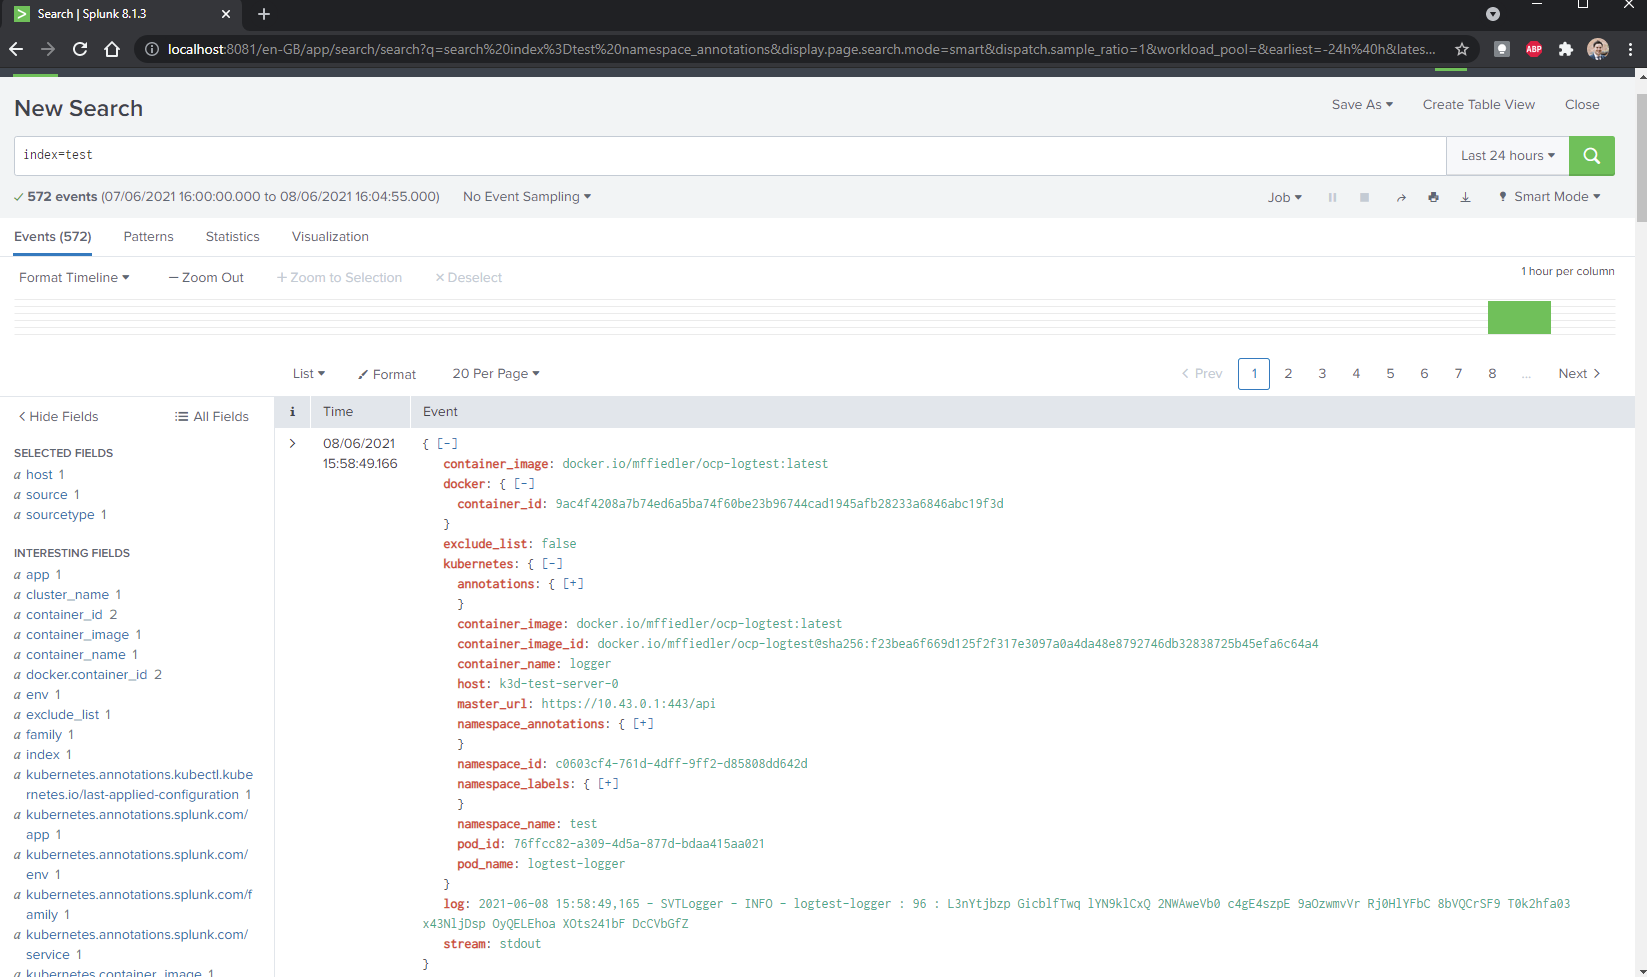 Search | Splunk 8.1.3
localhost:8081/en-GB/app/search/search?q=search%20index%3Dtest%20namespace_annotations&display.page.search.mode=smart&dispatch.sample_ratio=1&workload_pool=&earliest=-24h%40h&lates...
ABP
New Search
Save As
Create Table View
Close
index=test
Last 24 hours
572 events (07/06/2021 16:00:00.000 to 08/06/2021 16:04:55.000)
No Event Sampling
Job
Smart Mode
Events (572)
Patterns
Statistics
Visualization
Format Timeline
— Zoom Out
+ Zoom to Selection
× Deselect
1 hour per column
List
Format
20 Per Page
< Prev
1 2 3 4 5 6 7 8 ...
Next >
< Hide Fields
All Fields
i
Time
Event
SELECTED FIELDS
a host 1
a source 1
a sourcetype 1
INTERESTING FIELDS
a app 1
a cluster_name 1
a container_id 2
a container_image 1
a container_name 1
a docker.container_id 2
a env 1
a exclude_list 1
a family 1
a index 1
a kubernetes.annotations.kubectl.kube
rnetes.io/last-applied-configuration 1
a kubernetes.annotations.splunk.com/
app 1
a kubernetes.annotations.splunk.com/
env 1
a kubernetes.annotations.splunk.com/f
amily 1
a kubernetes.annotations.splunk.com/
service 1
a kubernetes.container_image 1
>
08/06/2021
15:58:49.166
{ [-]
container_image: docker.io/mffiedler/ocp-logtest:latest
docker: { [-]
container_id: 9ac4f4208a7b74ed6a5ba74f60be23b96744cad1945afb28233a6846abc19f3d
}
exclude_list: false
kubernetes: { [-]
annotations: { [+]
}
container_image: docker.io/mffiedler/ocp-logtest:latest
container_image_id: docker.io/mffiedler/ocp-logtest@sha256:f23bea6f669d125f2f317e3097a0a4da48e8792746db32838725b45efa6c64a4
container_name: logger
host: k3d-test-server-0
master_url: https://10.43.0.1:443/api
namespace_annotations: { [+]
}
namespace_id: c0603cf4-761d-4dff-9ff2-d85808dd642d
namespace_labels: { [+]
}
namespace_name: test
pod_id: 76ffcc82-a309-4d5a-877d-bdaa415aa021
pod_name: logtest-logger
}
log: 2021-06-08 15:58:49,165 - SVTLogger - INFO - logtest-logger : 96 : L3nYtjbzp GicblfTwq lYN9klCxQ 2NWAweVb0 c4gE4szpE 9aOzwmvVr Rj0HlYFbC 8bVQCrSF9 T0k2hfa03
x43NljDsp OyQELEhoa XOts241bF DcCVbGfZ
stream: stdout
}